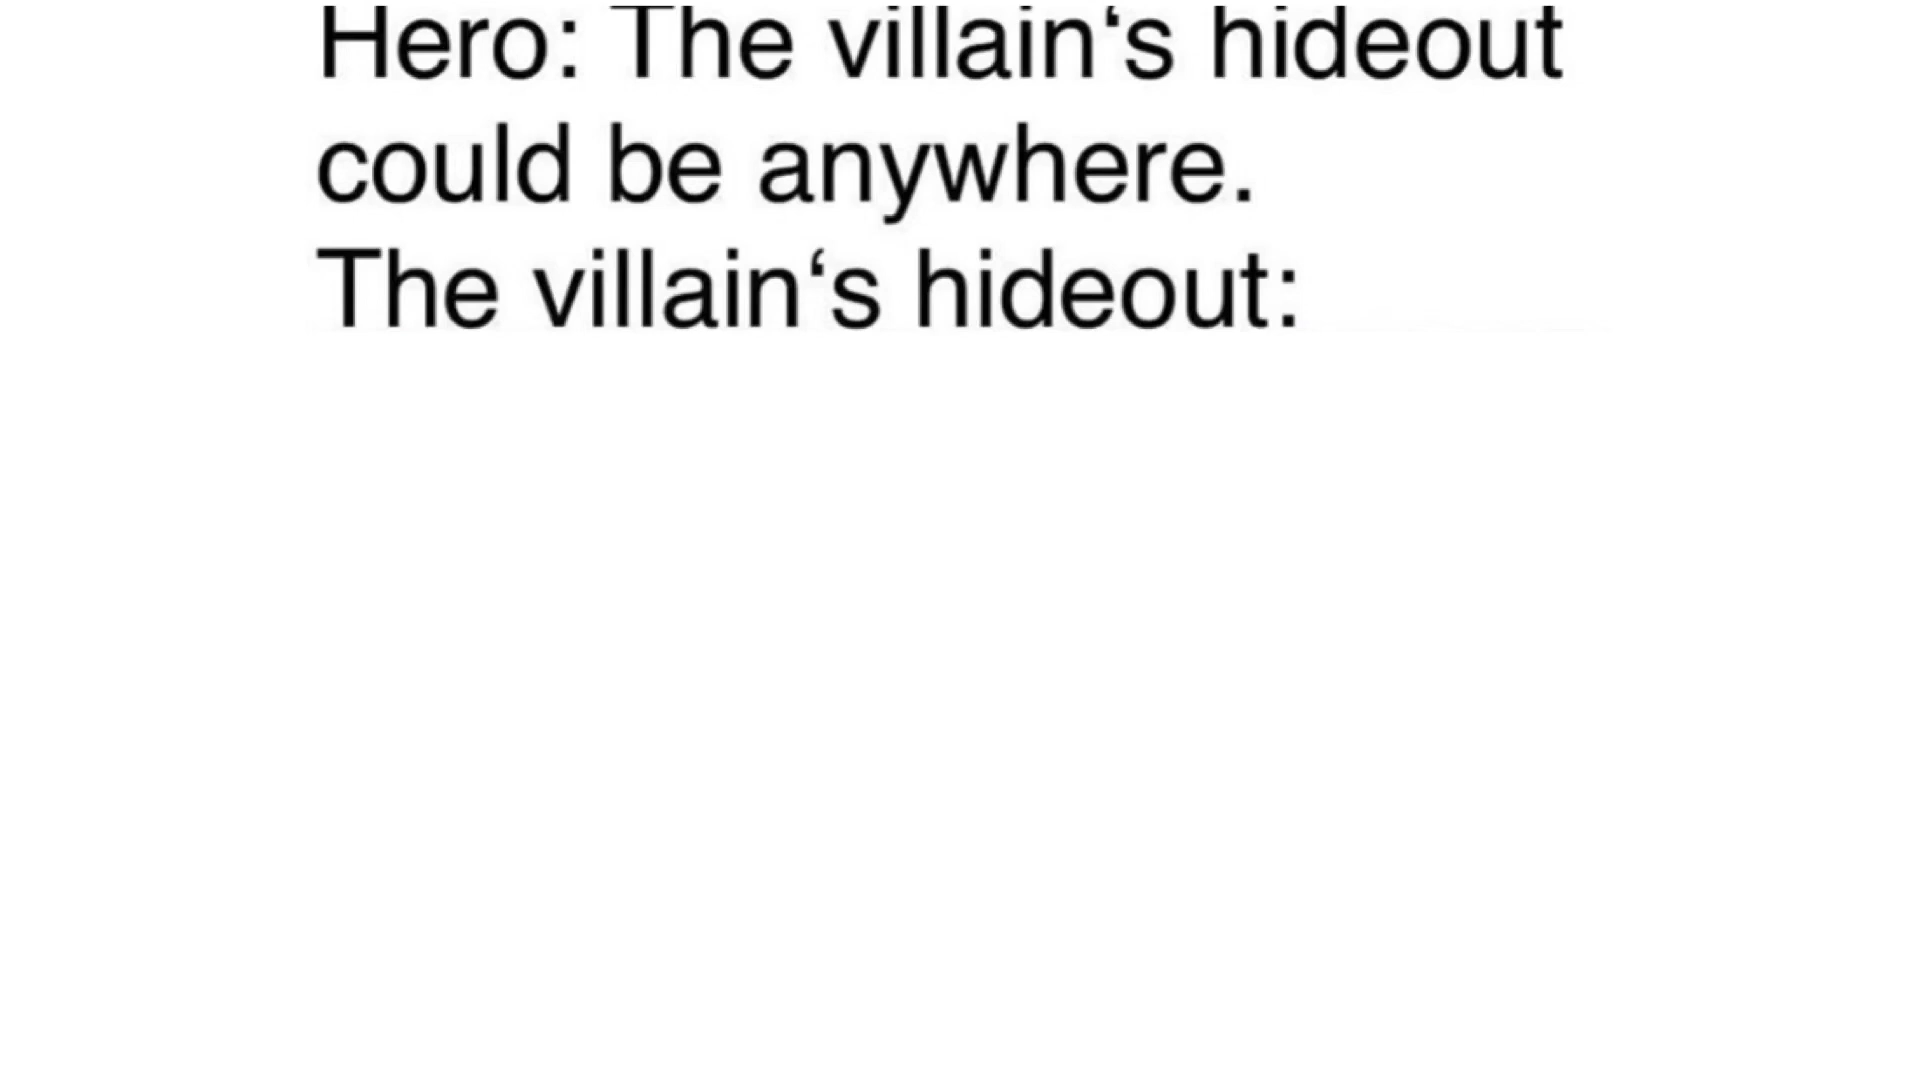 Hero: The villain‘s hideout
could be anywhere.
The villain‘s hideout: